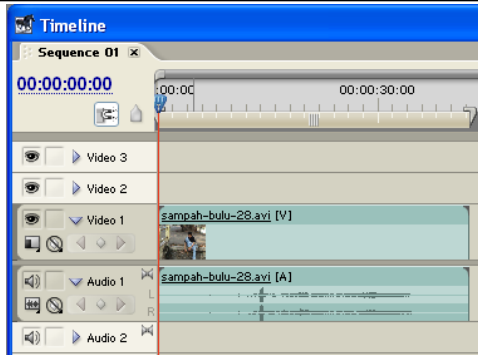 Timeline
Sequence 01
00:00:00:00
:00:00
00:00:30:00
Video 3
Video 2
Video 1
sampah-bulu-28.avi [V]
Audio 1
sampah-bulu-28.avi [A]
L
R
Audio 2